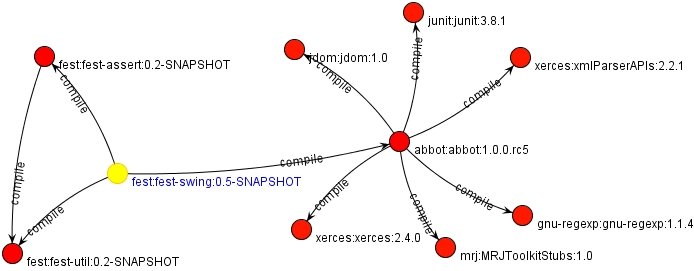 junit:junit:3.8.1
compile
jdom:jdom:1.0
compile
xerces:xmlParserAPIs:2.2.1
compile
fest:fest-assert:0.2-SNAPSHOT
compile
compile
abbot:abbot:1.0.0.rc5
compile
fest:fest-swing:0.5-SNAPSHOT
compile
compile
compile
compile
gnu-regexp:gnu-regexp:1.1.4
compile
xerces:xerces:2.4.0
mrj:MRJToolkitStubs:1.0
fest:fest-util:0.2-SNAPSHOT